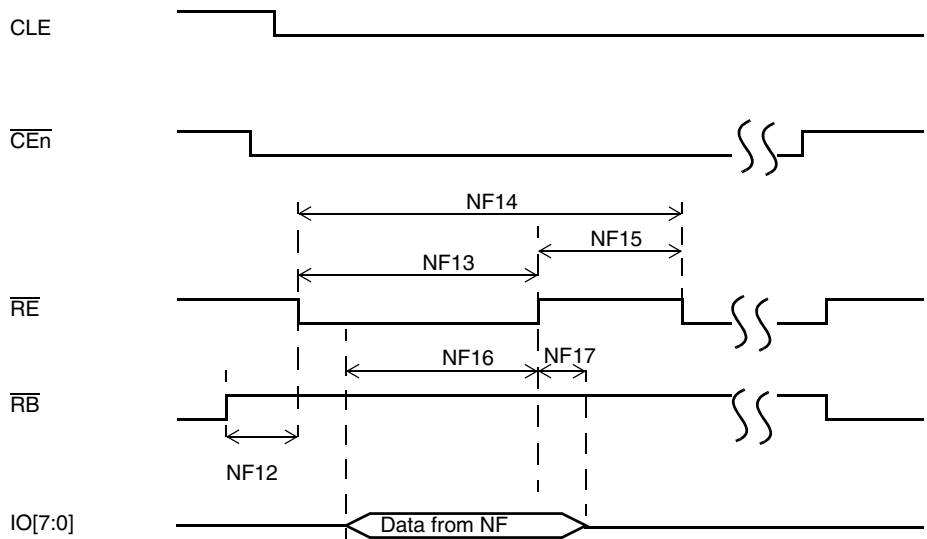 CLE
CEn
NF14
NF15
NF13
RE
NF16
NF17
RB
NF12
IO[7:0]
Data from NF